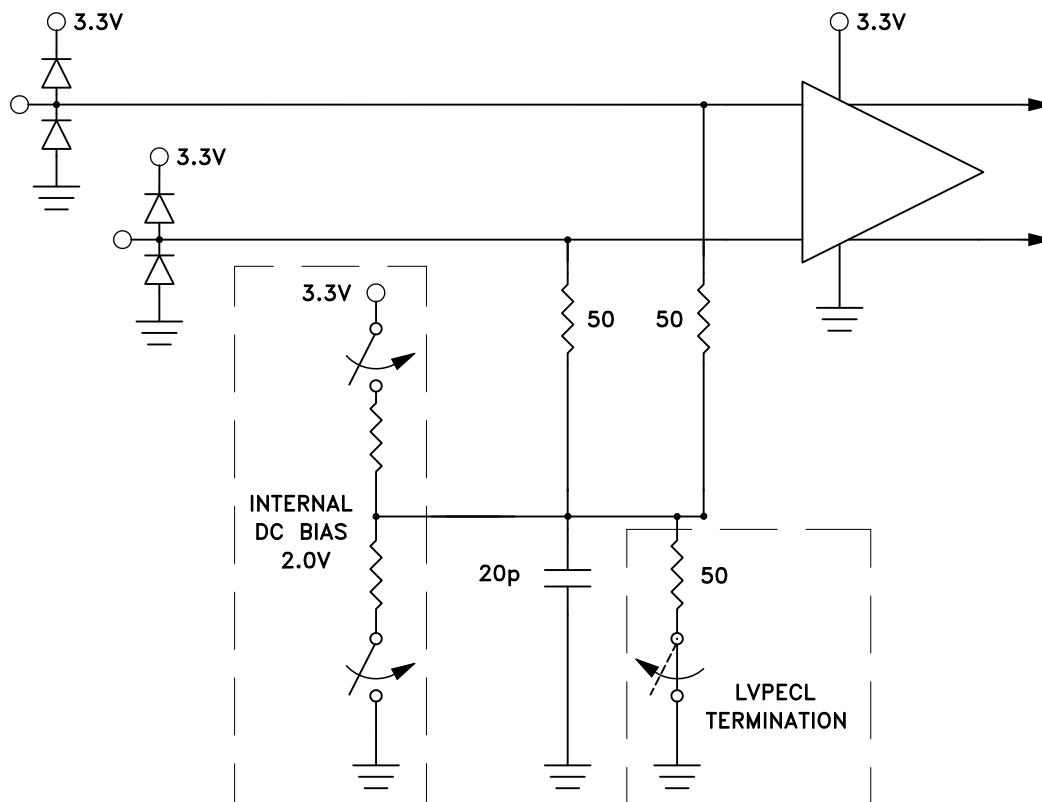 3.3V
3.3V
3.3V
3.3V
50
50
INTERNAL
DC BIAS
2.0V
20p
50
LVPECL
TERMINATION